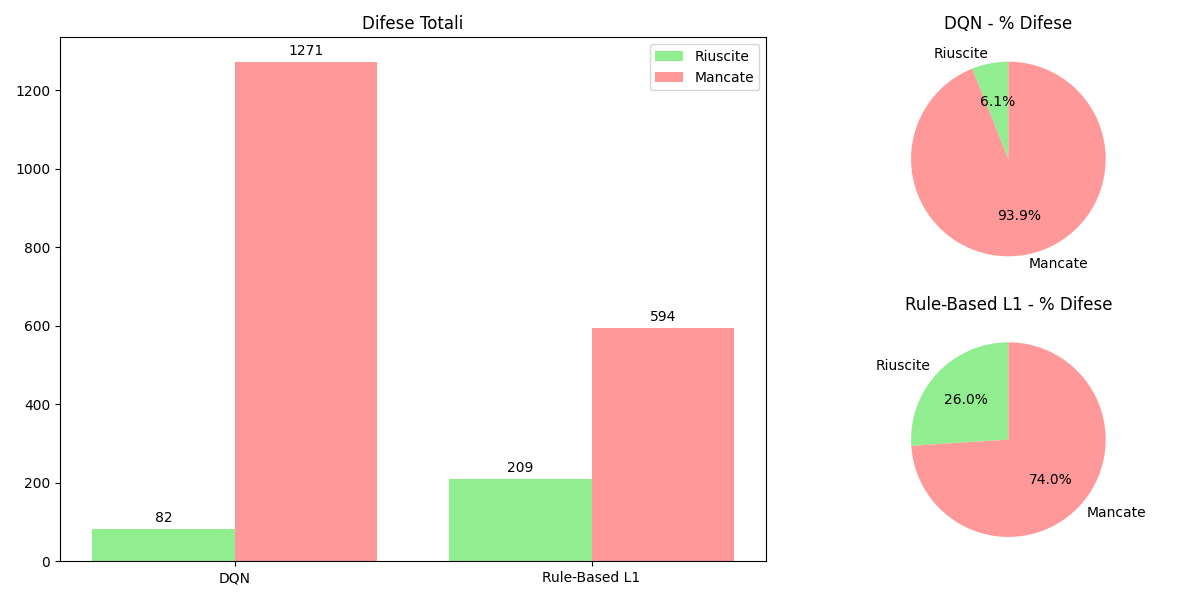 Difese Totali
1271
Riuscite
Mancate
1200
1000
800
600
400
200
0
594
209
82
DQN
Rule-Based L1
DQN - % Difese
Riuscite
6.1%
93.9%
Mancate
Rule-Based L1 - % Difese
Riuscite
26.0%
74.0%
Mancate